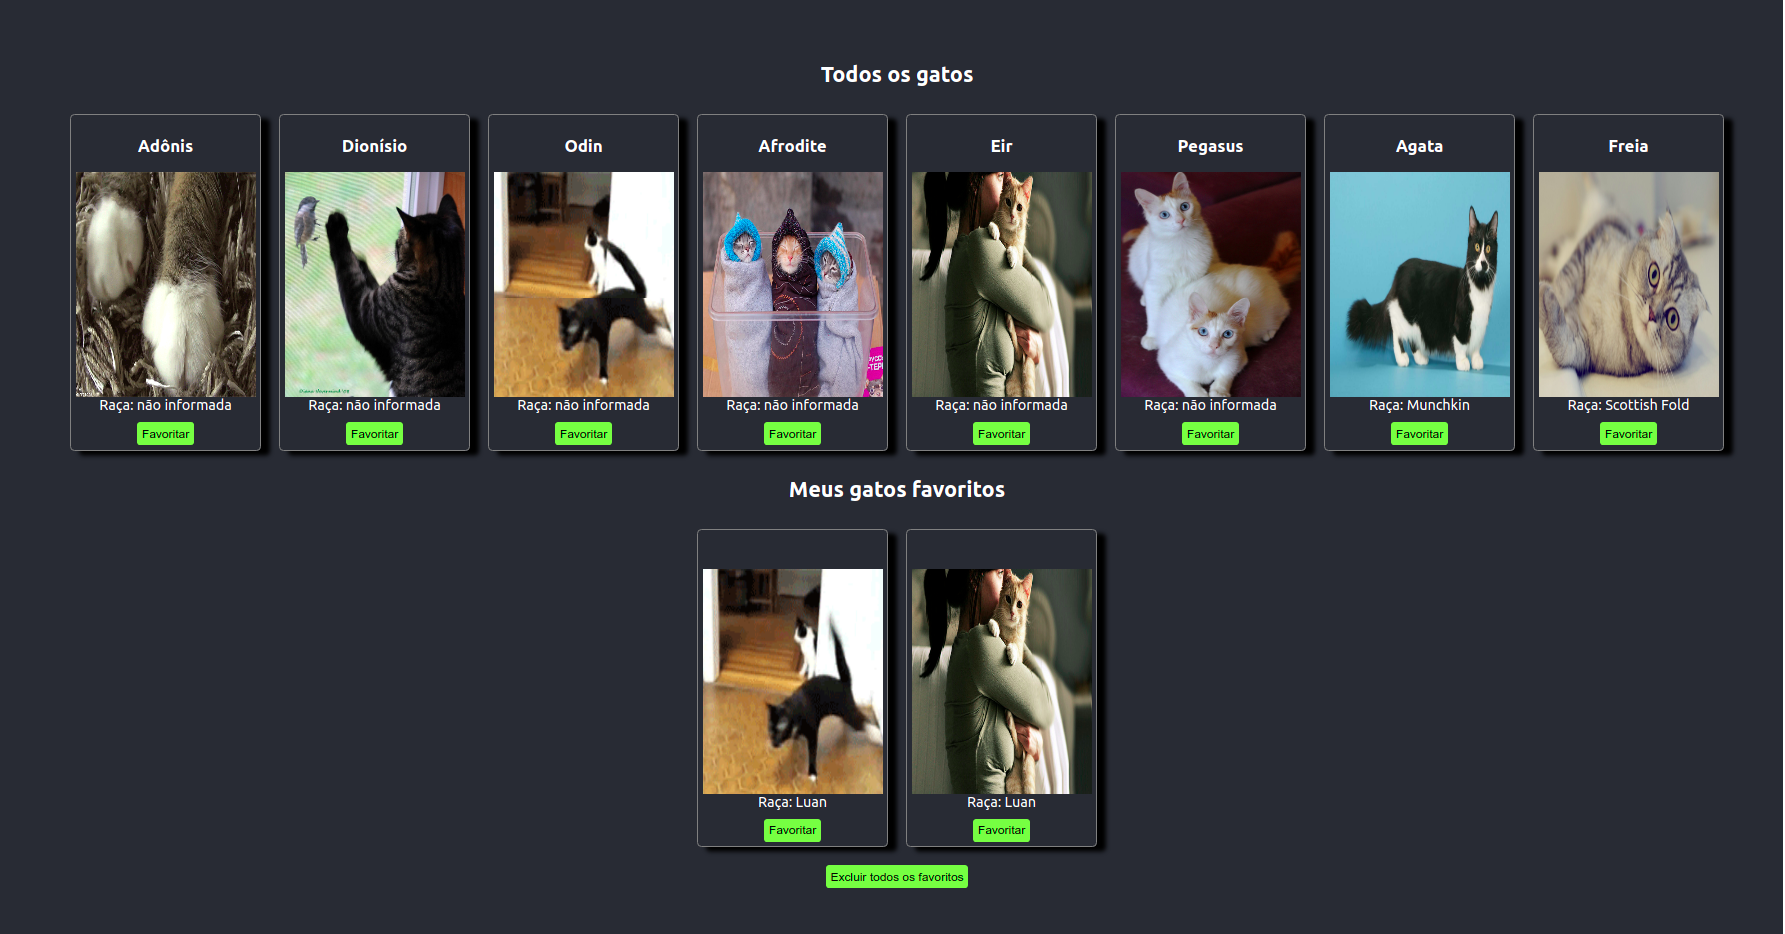 Todos os gatos
Adônis
Dionísio
Odin
Afrodite
Eir
Pegasus
Agata
Freia
Raça: não informada
Raça: não informada
Raça: não informada
Raça: não informada
Raça: não informada
Raça: não informada
Raça: Munchkin
Raça: Scottish Fold
Favoritar
Favoritar
Favoritar
Favoritar
Favoritar
Favoritar
Favoritar
Favoritar
Meus gatos favoritos
Raça: Luan
Raça: Luan
Favoritar
Favoritar
Excluir todos os favoritos